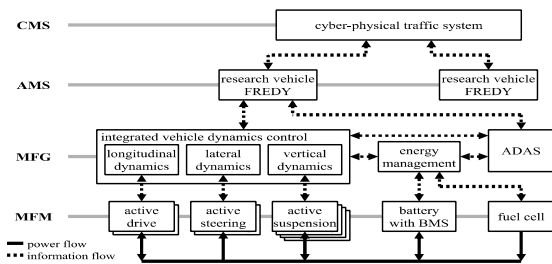 CMS
cyber-physical traffic system
AMS
research vehicle
FREDY
research vehicle
FREDY
MFG
integrated vehicle dynamics control
longitudinal
dynamics
lateral
dynamics
vertical
dynamics
energy
management
ADAS
MFM
active
drive
active
steering
active
suspension
battery
with BMS
fuel cell
power flow
information flow